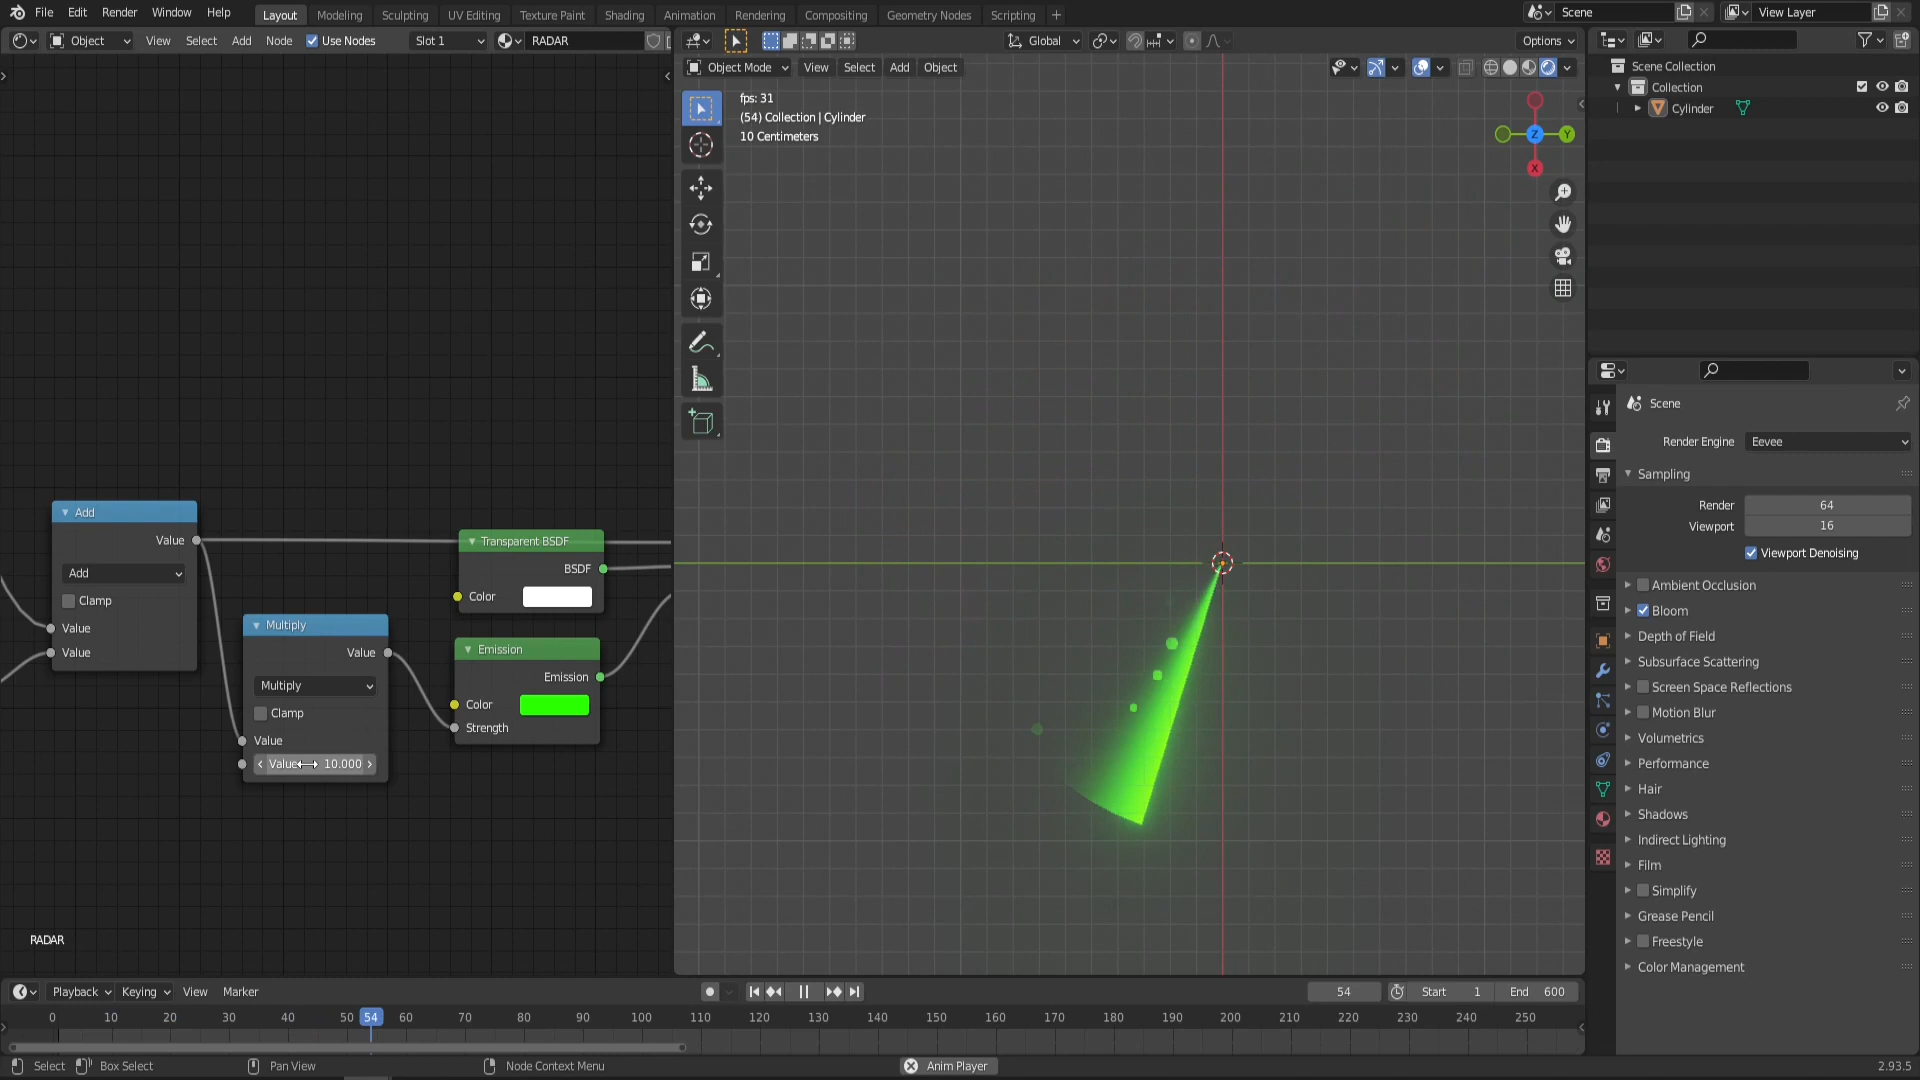 File Edit Render Window Help
Layout Modeling Sculpting UV Editing Texture Paint Shading Animation Rendering Compositing Geometry Nodes Scripting +
Scene
View Layer
Object View Select Add Node Use Nodes Slot 1 RADAR
Global
Options
Object Mode View Select Add Object
fps: 31
(54) Collection | Cylinder
10 Centimeters
Z
Y
X
Scene Collection
Collection
Cylinder
Scene
Render Engine Eevee
Sampling
Render 64
Viewport 16
Viewport Denoising
Ambient Occlusion
Bloom
Depth of Field
Subsurface Scattering
Screen Space Reflections
Motion Blur
Volumetrics
Performance
Hair
Shadows
Indirect Lighting
Film
Simplify
Grease Pencil
Freestyle
Color Management
Add
Value
Add
Clamp
Value
Value
Multiply
Value
Multiply
Clamp
Value
Value 10.000
Transparent BSDF
BSDF
Color
Emission
Emission
Color
Strength
RADAR
Playback Keying View Marker
54 Start 1 End 600
0 10 20 30 40 50 54 60 70 80 90 100 110 120 130 140 150 160 170 180 190 200 210 220 230 240 250
Select Box Select Pan View Node Context Menu Anim Player 2.93.5